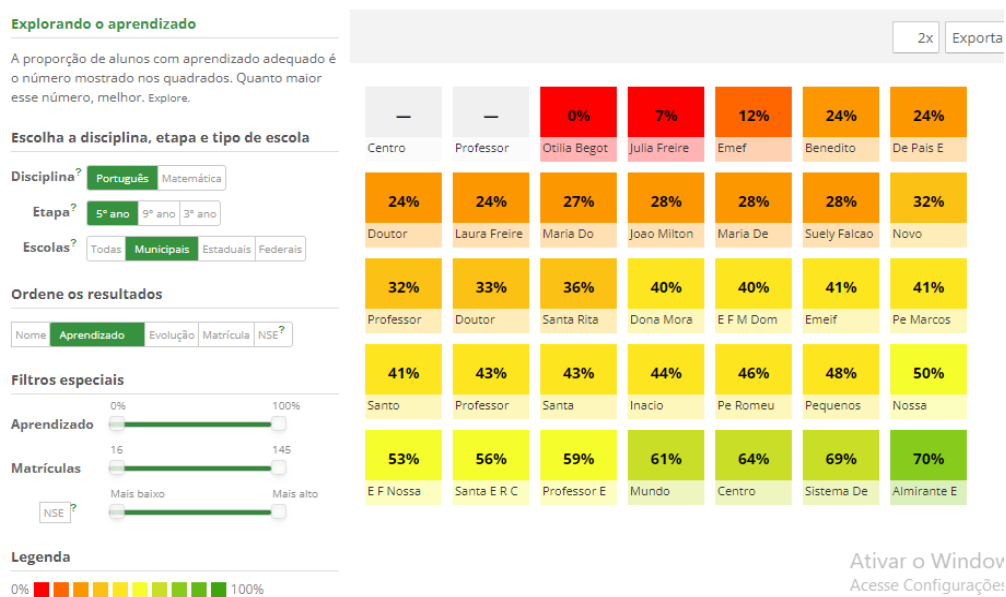 Explorando o aprendizado
A proporção de alunos com aprendizado adequado é
o número mostrado nos quadrados. Quanto maior
esse número, melhor. Explore.
Escolha a disciplina, etapa e tipo de escola
Disciplina? Português Matemática
Etapa? 5º ano 9º ano 3º ano
Escolas? Todas Municipais Estaduais Federais
Ordene os resultados
Nome Aprendizado Evolução Matrícula NSE?
Filtros especiais
0% 100%
Aprendizado
16 145
Matrículas
Mais baixo Mais alto
NSE?
Legenda
0% 100%
2x Exporta
— — 0% 7% 12% 24% 24%
Centro Professor Otilia Begot Julia Freire Emef Benedito De Pais E
24% 24% 27% 28% 28% 28% 32%
Doutor Laura Freire Maria Do Joao Milton Maria De Suely Falcao Novo
32% 33% 36% 40% 40% 41% 41%
Professor Doutor Santa Rita Dona Mora E F M Dom Emeif Pe Marcos
41% 43% 43% 44% 46% 48% 50%
Santo Professor Santa Inacio Pe Romeu Pequenos Nossa
53% 56% 59% 61% 64% 69% 70%
E F Nossa Santa E R C Professor E Mundo Centro Sistema De Almirante E
Ativar o Window
Acesse Configurações